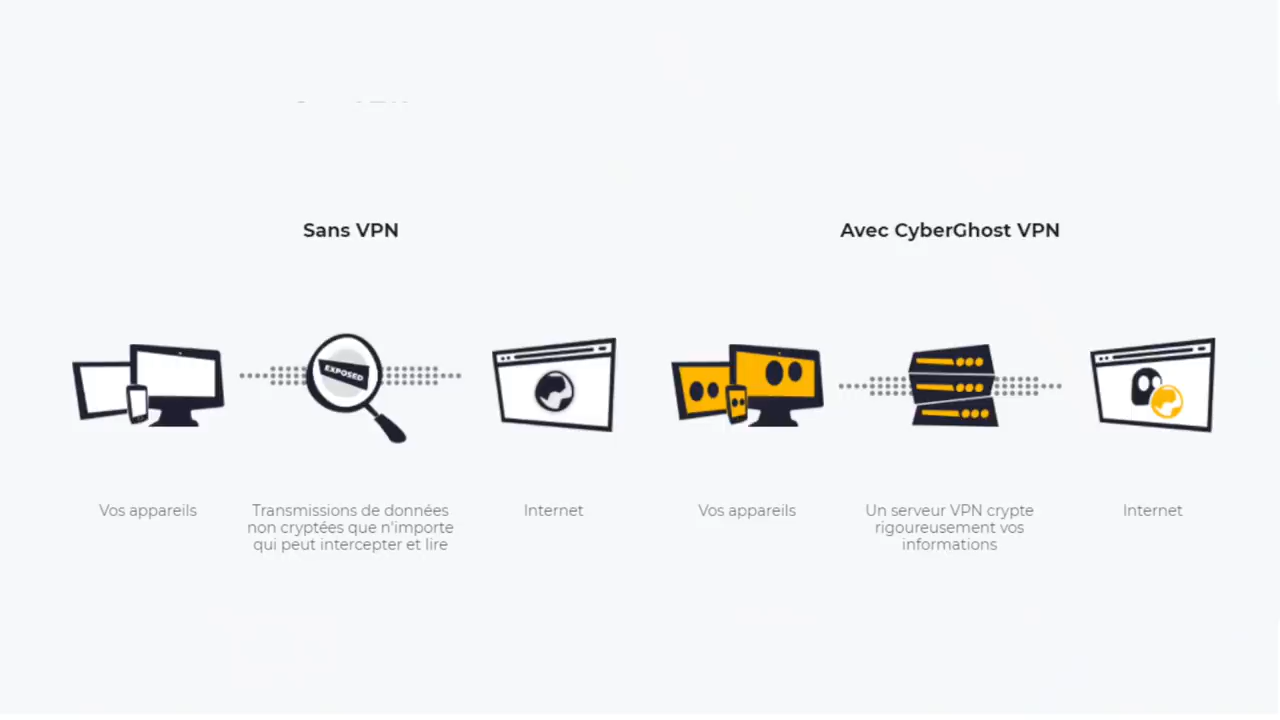 Sans VPN
Avec CyberGhost VPN
EXPOSED
Vos appareils
Transmissions de données
non cryptées que n'importe
qui peut intercepter et lire
Internet
Vos appareils
Un serveur VPN crypte
rigoureusement vos
informations
Internet